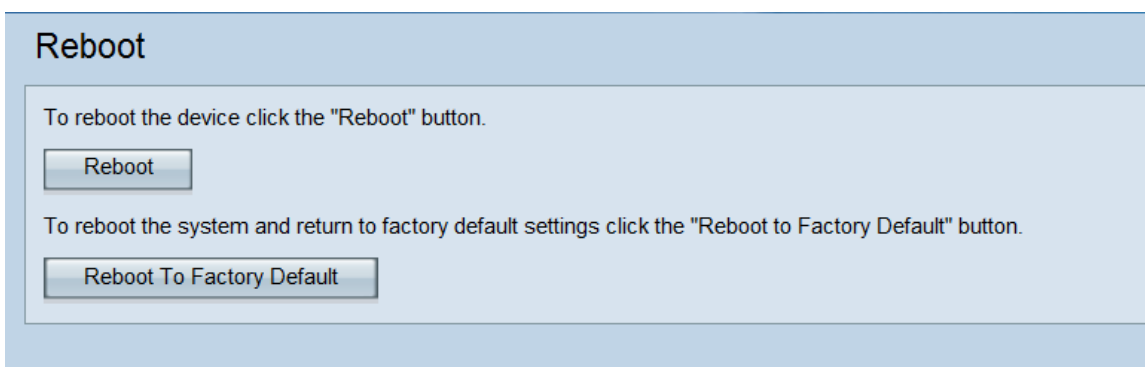 Reboot
To reboot the device click the "Reboot" button.
Reboot
To reboot the system and return to factory default settings click the "Reboot to Factory Default" button.
Reboot To Factory Default